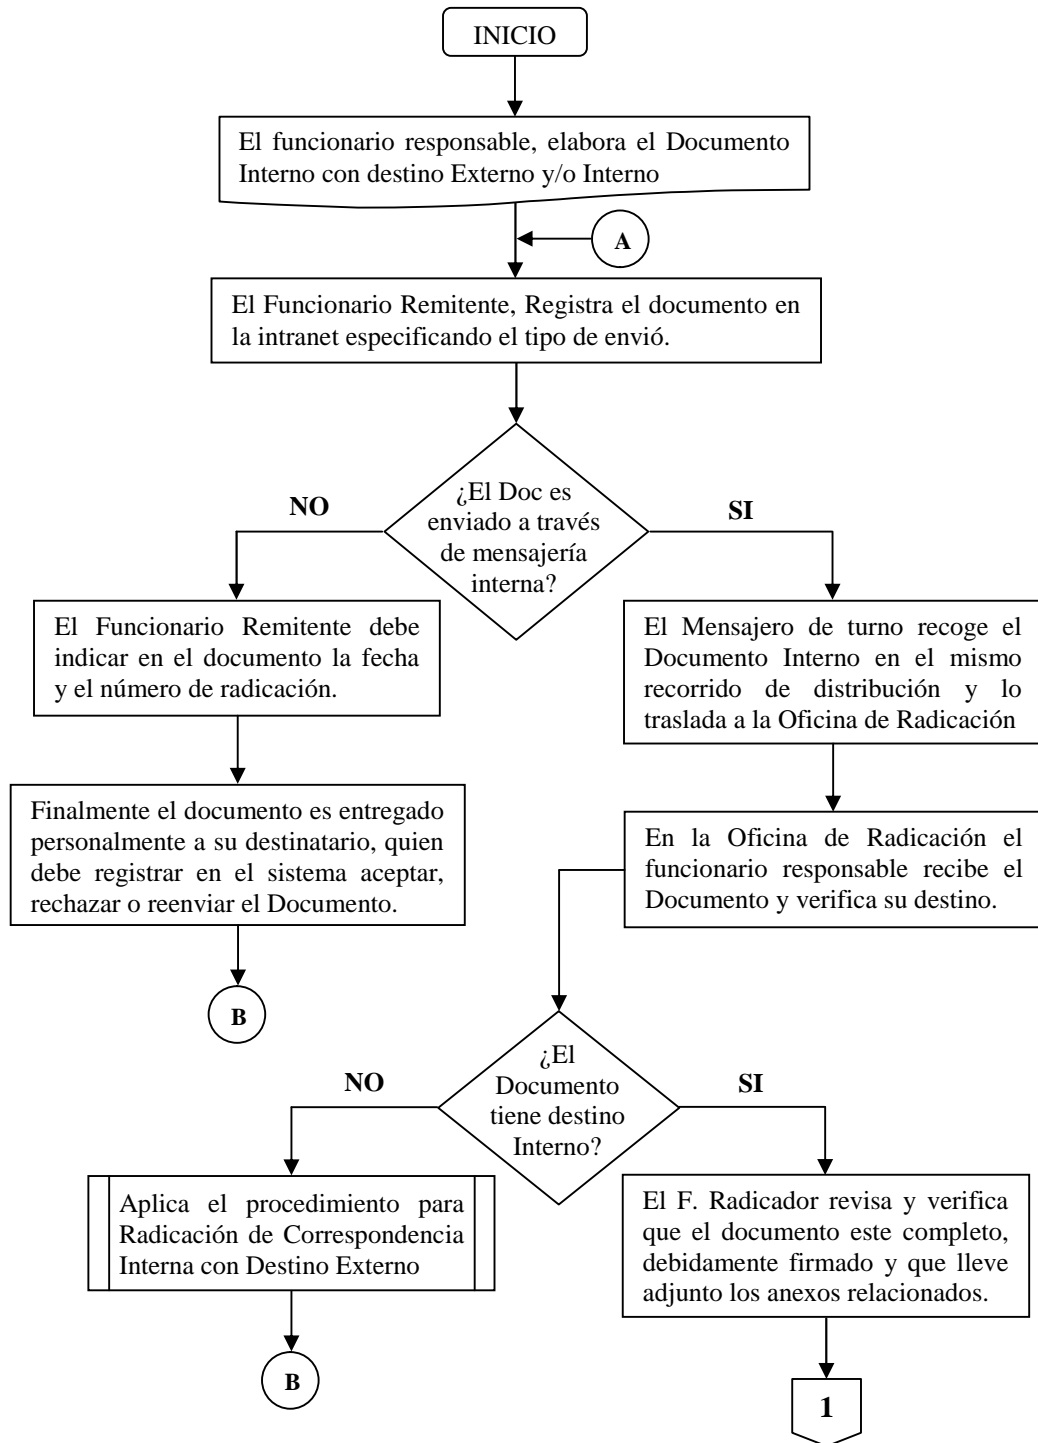 INICIO
El funcionario responsable, elabora el Documento
Interno con destino Externo y/o Interno
A
El Funcionario Remitente, Registra el documento en
la intranet especificando el tipo de envió.
¿El Doc es
enviado a través
de mensajería
interna?
NO
SI
El Funcionario Remitente debe
indicar en el documento la fecha
y el número de radicación.
El Mensajero de turno recoge el
Documento Interno en el mismo
recorrido de distribución y lo
traslada a la Oficina de Radicación
Finalmente el documento es entregado
personalmente a su destinatario, quien
debe registrar en el sistema aceptar,
rechazar o reenviar el Documento.
En la Oficina de Radicación el
funcionario responsable recibe el
Documento y verifica su destino.
B
¿El
Documento
tiene destino
Interno?
NO
SI
Aplica el procedimiento para
Radicación de Correspondencia
Interna con Destino Externo
El F. Radicador revisa y verifica
que el documento este completo,
debidamente firmado y que lleve
adjunto los anexos relacionados.
B
1